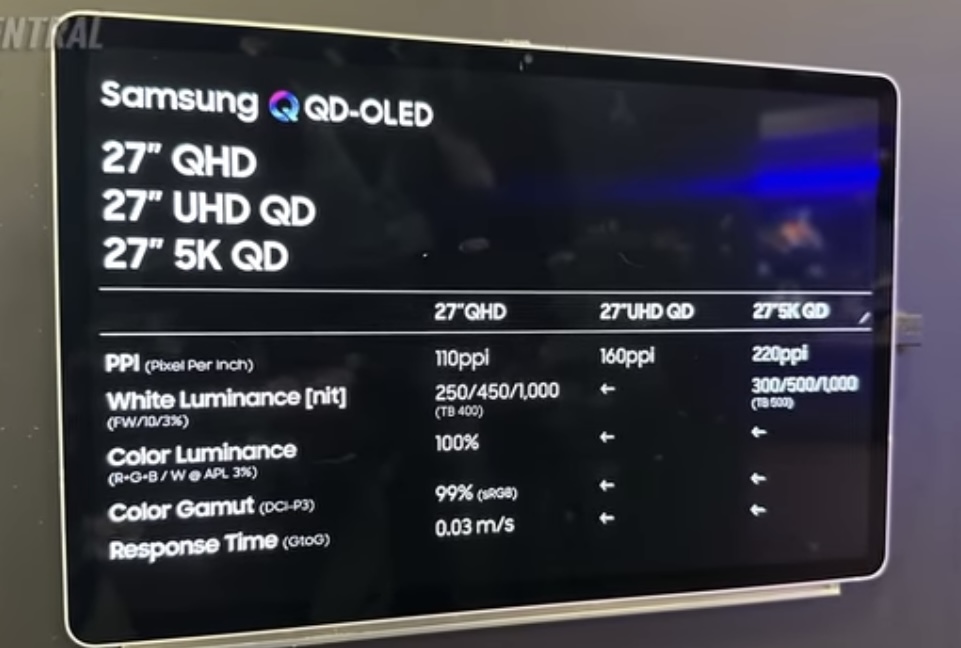 ENTRAL
Samsung QD-OLED
27" QHD
27" UHD QD
27" 5K QD
27"QHD 27"UHD QD 27"5K QD
PPI (Pixel Per Inch) 110ppi 160ppi 220ppi
White Luminance [nit] 250/450/1,000 ← 300/500/1,000
(FW/10/3%) (TB 400) (TB 500)
Color Luminance 100% ← ←
(R+G+B / W @ APL 3%)
Color Gamut (DCI-P3) 99% (sRGB) ← ←
Response Time (GtoG) 0.03 m/s ← ←